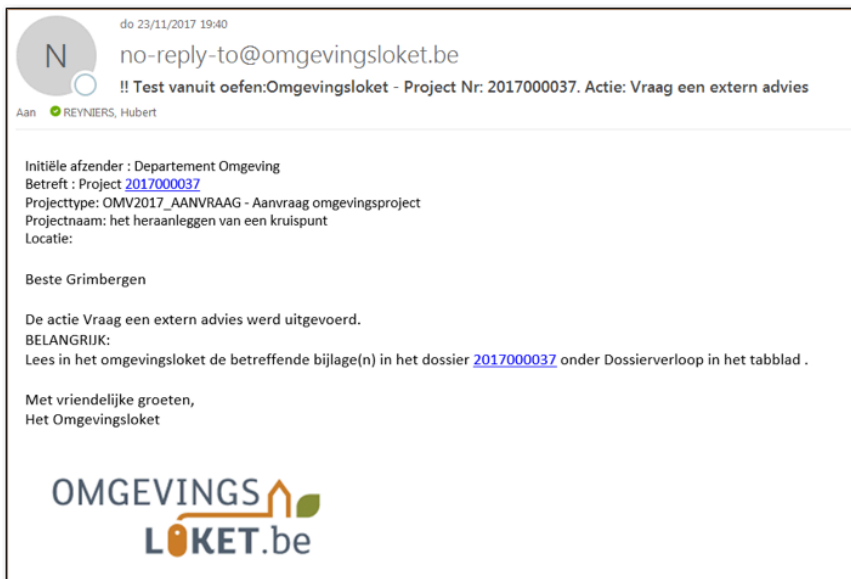 do 23/11/2017 19:40
N
no-reply-to@omgevingsloket.be
!! Test vanuit oefen:Omgevingsloket - Project Nr: 2017000037. Actie: Vraag een extern advies
Aan REYNIERS, Hubert
Initiële afzender : Departement Omgeving
Betreft : Project 2017000037
Projecttype: OMV2017_AANVRAAG - Aanvraag omgevingsproject
Projectnaam: het heraanleggen van een kruispunt
Locatie:
Beste Grimbergen
De actie Vraag een extern advies werd uitgevoerd.
BELANGRIJK:
Lees in het omgevingsloket de betreffende bijlage(n) in het dossier 2017000037 onder Dossierverloop in het tabblad .
Met vriendelijke groeten,
Het Omgevingsloket
OMGEVINGS
LOKET.be